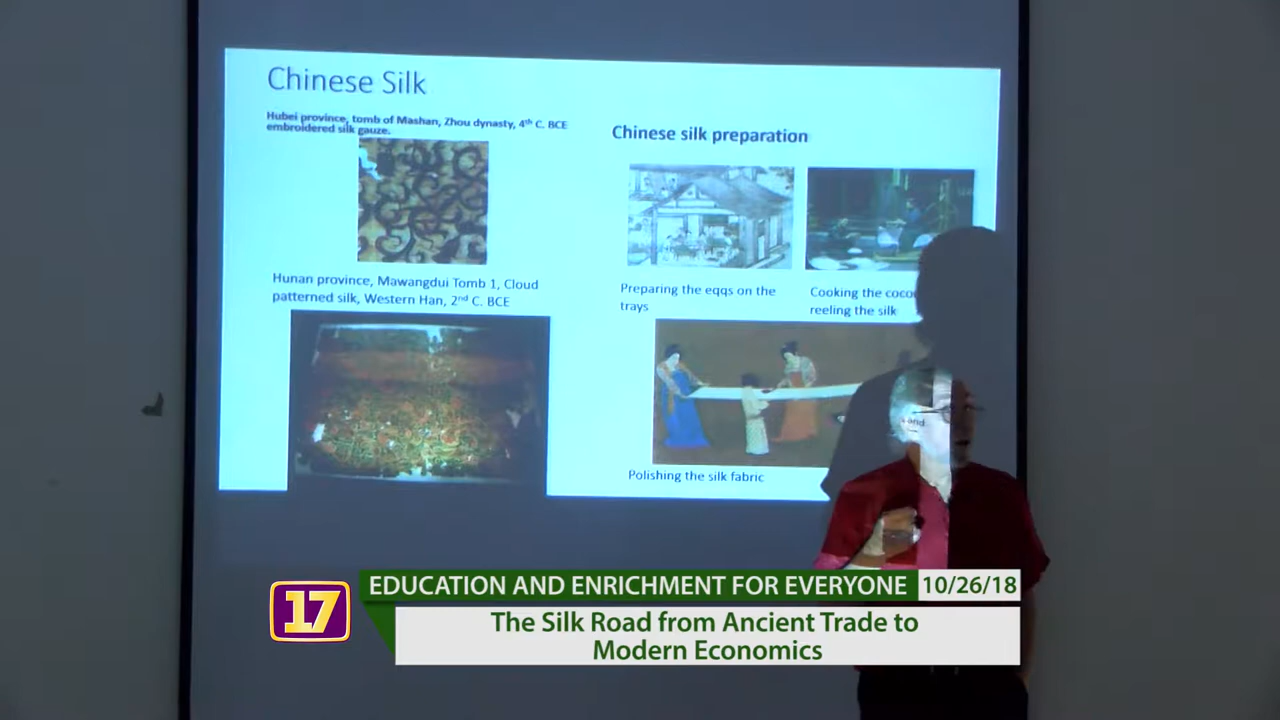 Chinese Silk
Hubei province, tomb of Mashan, Zhou dynasty, 4th C. BCE
embroidered silk gauze.
Hunan province, Mawangdui Tomb 1, Cloud
patterned silk, Western Han, 2nd C. BCE
Chinese silk preparation
Preparing the eqqs on the
trays
Cooking the coco
reeling the silk
Polishing the silk fabric
and
17
EDUCATION AND ENRICHMENT FOR EVERYONE
10/26/18
The Silk Road from Ancient Trade to
Modern Economics